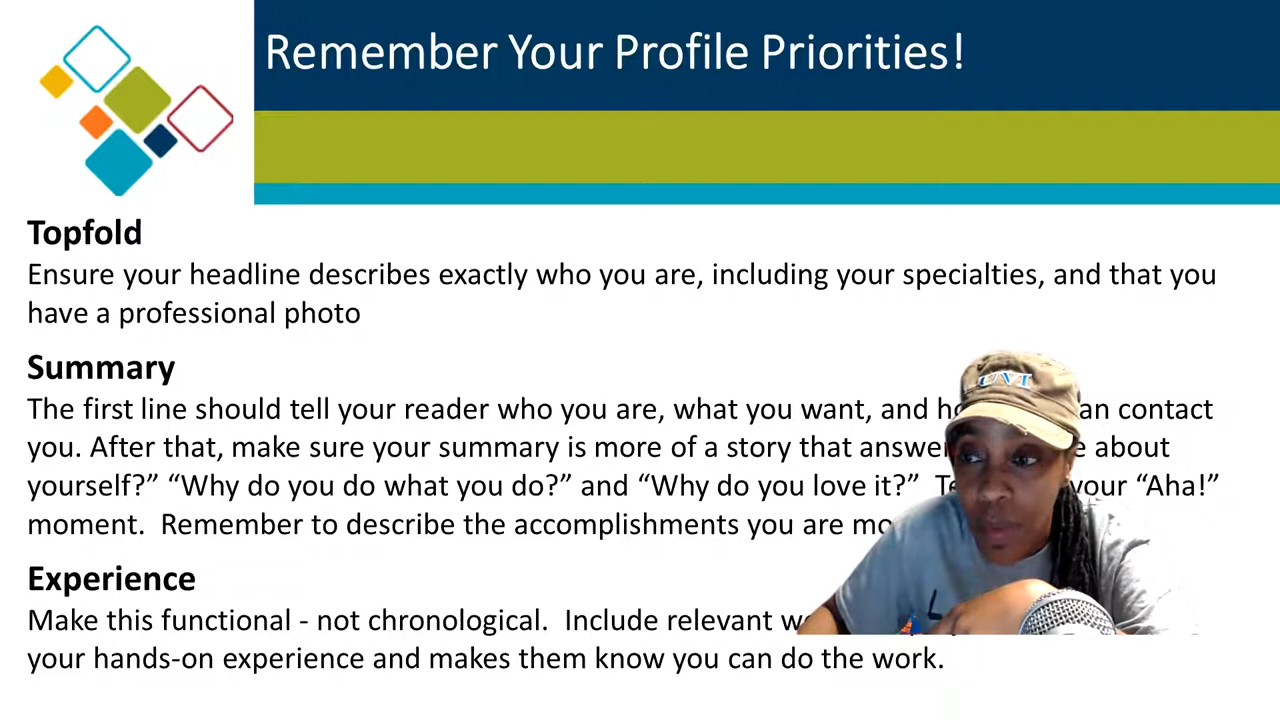 Remember Your Profile Priorities!
Topfold
Ensure your headline describes exactly who you are, including your specialties, and that you
have a professional photo
Summary
The first line should tell your reader who you are, what you want, and contact
you. After that, make sure your summary is more of a story that about
yourself?” “Why do you do what you do?” and “Why do you love it?” your “Aha!”
moment.  Remember to describe the accomplishments you are
Experience
Make this functional - not chronological.  Include relevant
your hands-on experience and makes them know you can do the work.